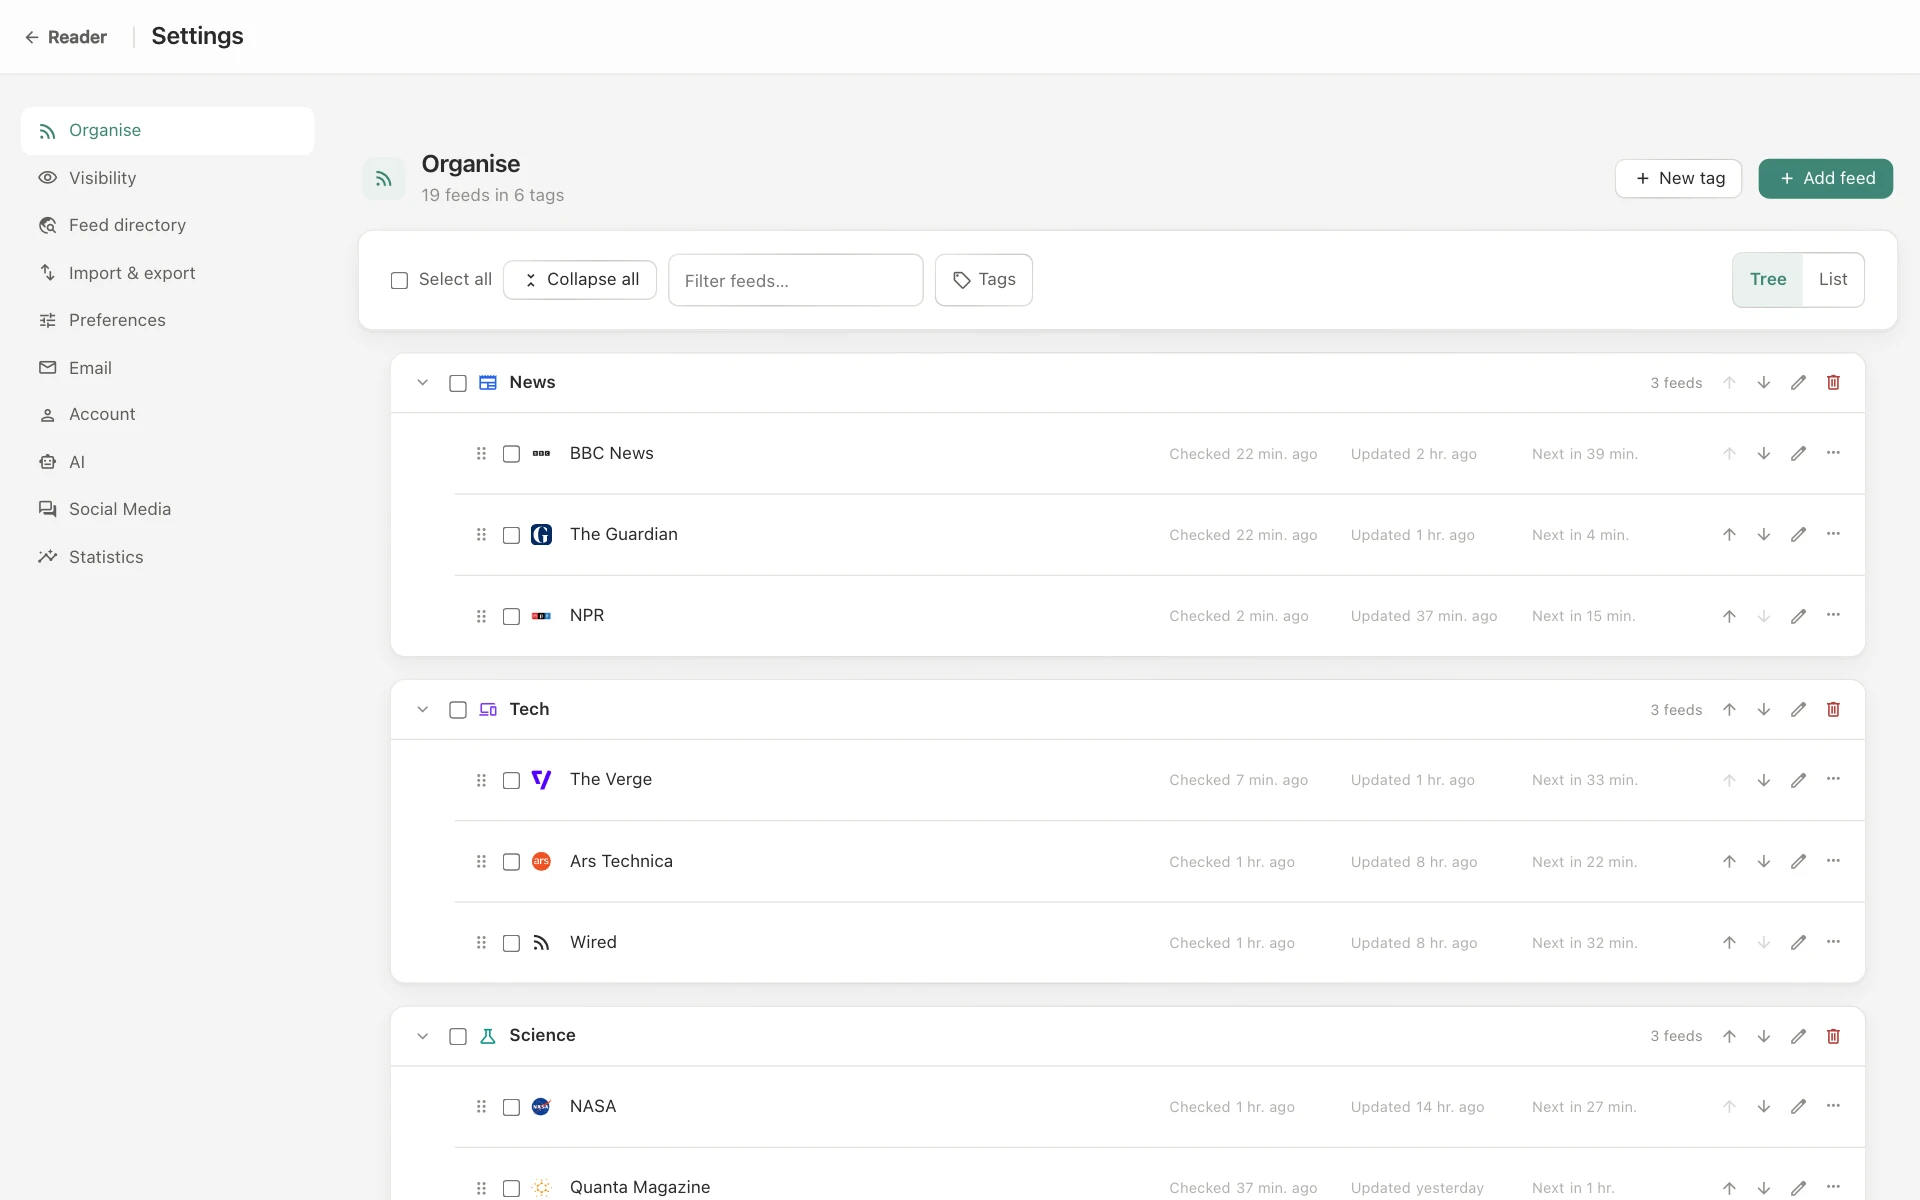 Reader
Settings
Organise
Visibility
Feed directory
Import & export
Preferences
Email
Account
AI
Social Media
Statistics
Organise
19 feeds in 6 tags
New tag
Add feed
Select all
Collapse all
Filter feeds...
Tags
Tree
List
News
3 feeds
BBC News
Checked 22 min. ago
Updated 2 hr. ago
Next in 39 min.
The Guardian
Checked 22 min. ago
Updated 1 hr. ago
Next in 4 min.
NPR
Checked 2 min. ago
Updated 37 min. ago
Next in 15 min.
Tech
3 feeds
The Verge
Checked 7 min. ago
Updated 1 hr. ago
Next in 33 min.
ars
Ars Technica
Checked 1 hr. ago
Updated 8 hr. ago
Next in 22 min.
Wired
Checked 1 hr. ago
Updated 8 hr. ago
Next in 32 min.
Science
3 feeds
NASA
Checked 1 hr. ago
Updated 14 hr. ago
Next in 27 min.
Quanta Magazine
Checked 37 min. ago
Updated yesterday
Next in 1 hr.